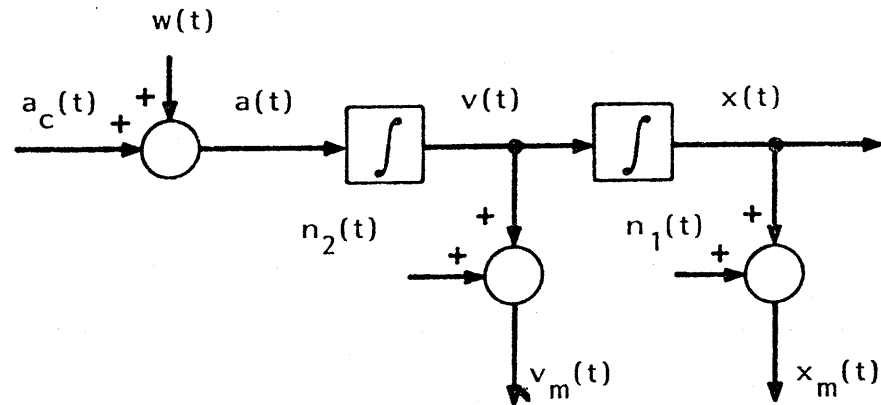 w(t)
a_c(t)
+
+
a(t)
∫
v(t)
∫
x(t)
n_2(t)
+
+
n_1(t)
+
+
v_m(t)
x_m(t)